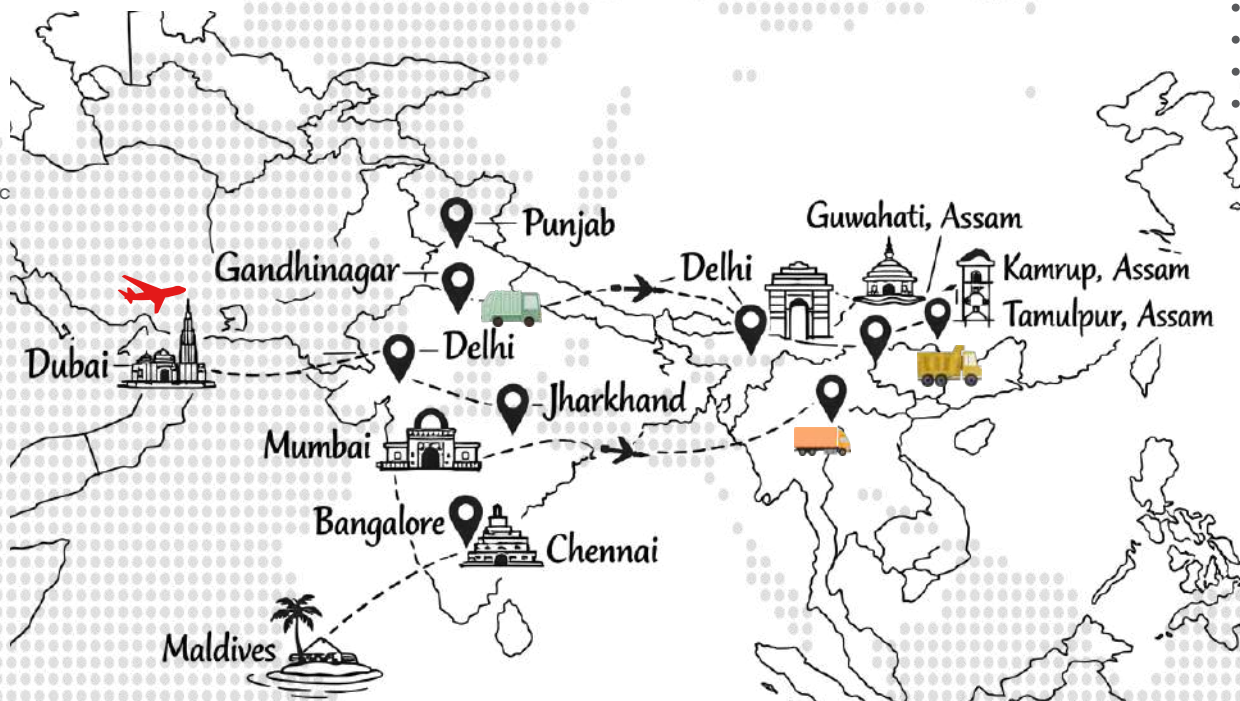 c
Punjab
Guwahati, Assam
Gandhinagar
Delhi
Kamrup, Assam
Tamulpur, Assam
Dubai
Delhi
Jharkhand
Mumbai
Bangalore
Chennai
Maldives